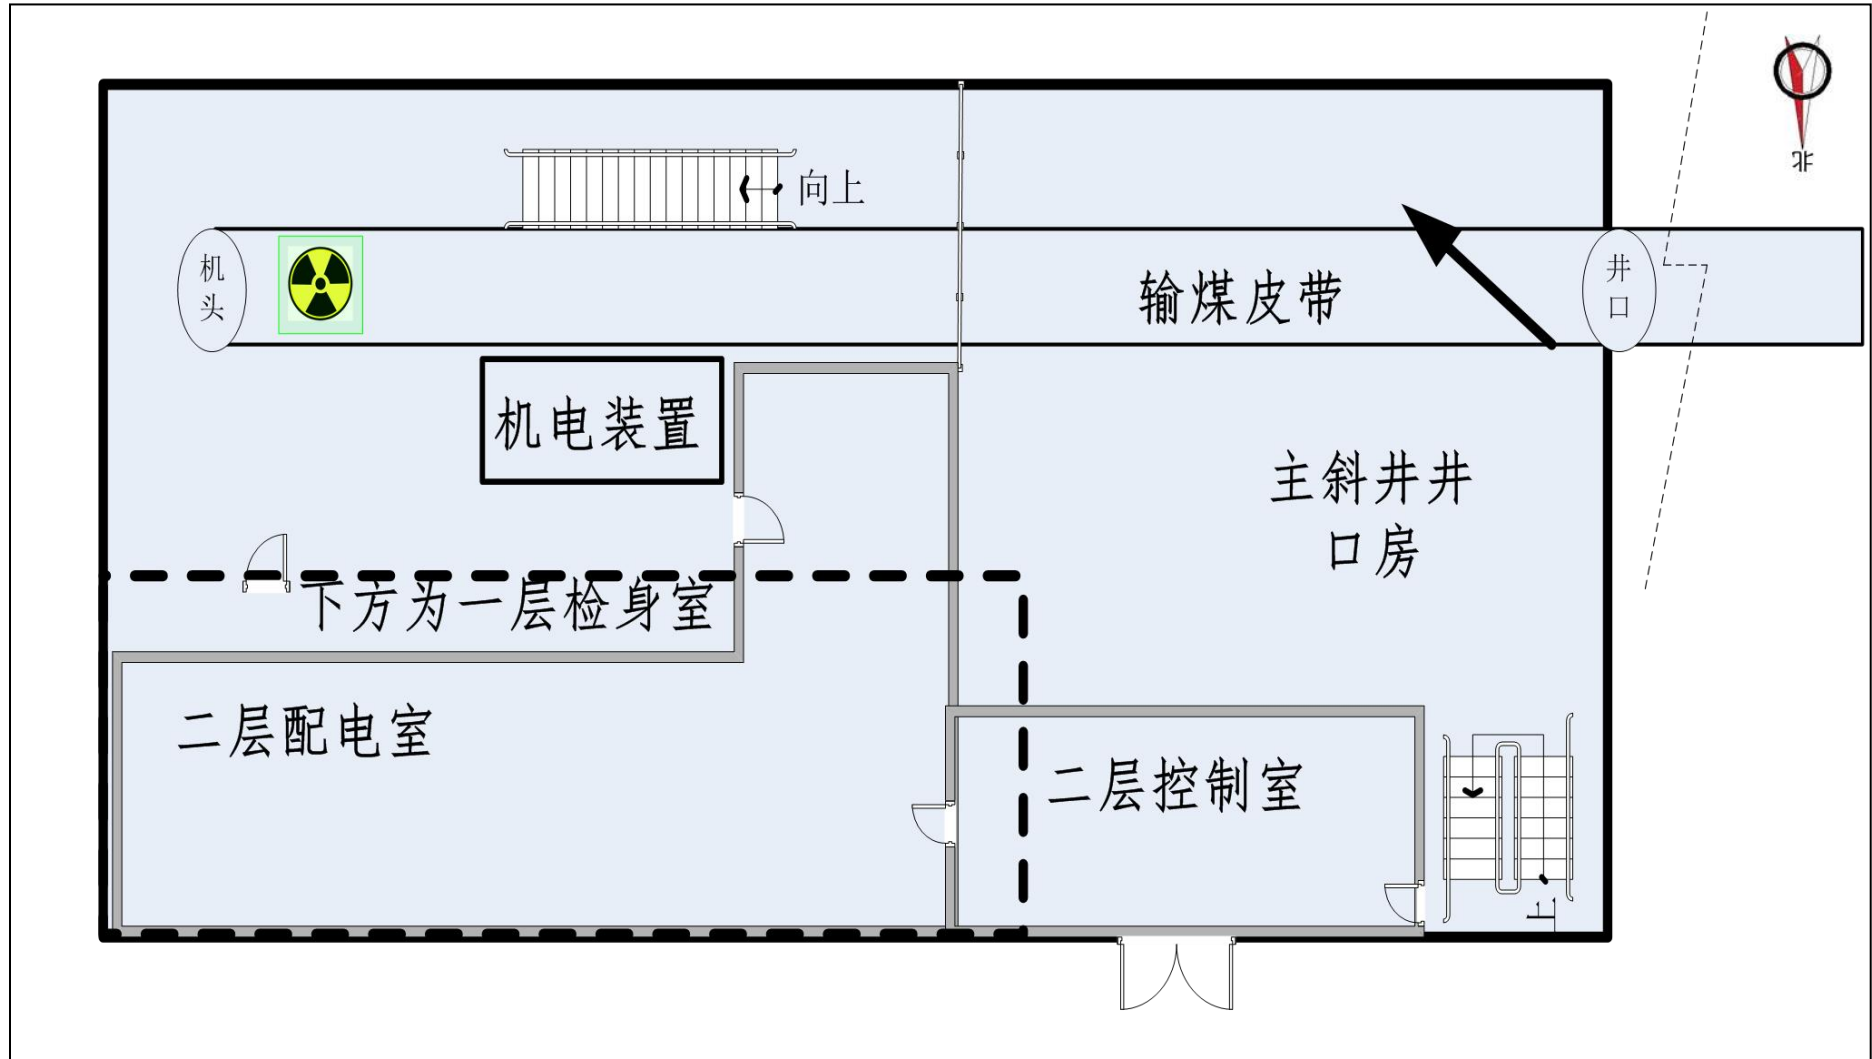 北
向上
机
头
井
口
输煤皮带
机电装置
主斜井井
口房
下方为一层检身室
二层配电室
二层控制室
上